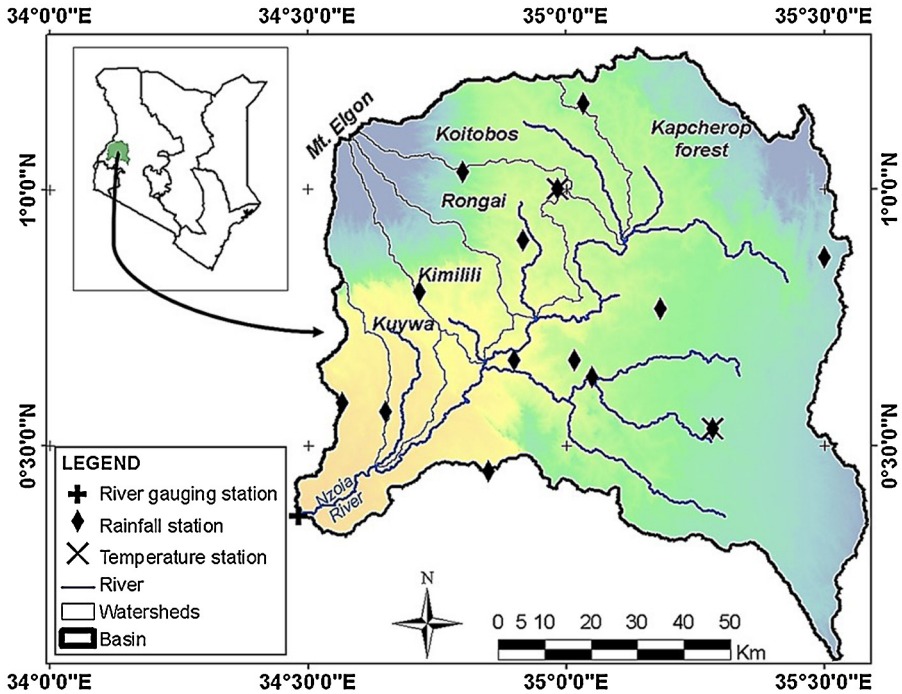 34°0'0"E 34°30'0"E 35°0'0"E 35°30'0"E
Mt. Elgon
Koitobos
Kapcherop
forest
1°0'0"N
1°0'0"N
Rongai
Kimilili
Kuywa
0°30'0"N
0°30'0"N
Nzoia
River
LEGEND
River gauging station
Rainfall station
Temperature station
River
Watersheds
Basin
N
0 5 10 20 30 40 50
Km
34°0'0"E 34°30'0"E 35°0'0"E 35°30'0"E